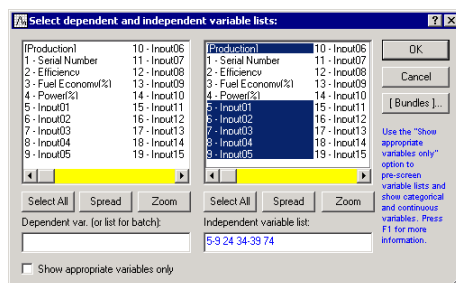 Select dependent and independent variable lists:
[Production] 10 - Input06
1 - Serial Number 11 - Input07
2 - Efficiency 12 - Input08
3 - Fuel Economy(%) 13 - Input09
4 - Power(%) 14 - Input10
5 - Input01 15 - Input11
6 - Input02 16 - Input12
7 - Input03 17 - Input13
8 - Input04 18 - Input14
9 - Input05 19 - Input15
Select All Spread Zoom
Dependent var. (or list for batch):
[Production] 10 - Input06
1 - Serial Number 11 - Input07
2 - Efficiency 12 - Input08
3 - Fuel Economy(%) 13 - Input09
4 - Power(%) 14 - Input10
5 - Input01 15 - Input11
6 - Input02 16 - Input12
7 - Input03 17 - Input13
8 - Input04 18 - Input14
9 - Input05 19 - Input15
Select All Spread Zoom
Independent variable list:
5-9 24 34-39 74
Show appropriate variables only
OK
Cancel
[ Bundles ]...
Use the "Show
appropriate
variables only"
option to
pre-screen
variable lists and
show categorical
and continuous
variables. Press
F1 for more
information.